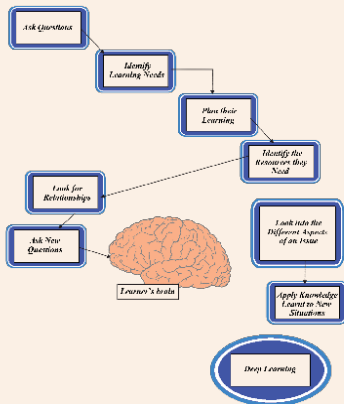 Ask Questions
Identify
Learning Needs
Plan their
Learning
Identify the
Resources they
Need
Look for
Relationships
Ask New
Questions
Learner's brain
Look into the
Different Aspects
of an Issue
Apply Knowledge
Learnt to New
Situations
Deep Learning